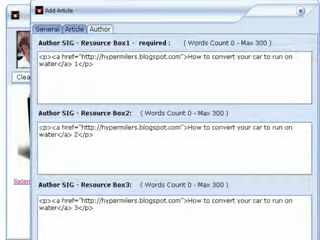 Add Article
General Article Author
Author SIG - Resource Box1 - required : ( Words Count 0 - Max 300 )
<p><a href="http://hypermilers.blogspot.com">How to convert your car to run on
water</a> 1</p>
Clea
Author SIG - Resource Box2: ( Words Count 0 - Max 300 )
<p><a href="http://hypermilers.blogspot.com">How to convert your car to run on
water</a> 2</p>
Author SIG - Resource Box3: ( Words Count 0 - Max 300 )
<p><a href="http://hypermilers.blogspot.com">How to convert your car to run on
water</a> 3</p>